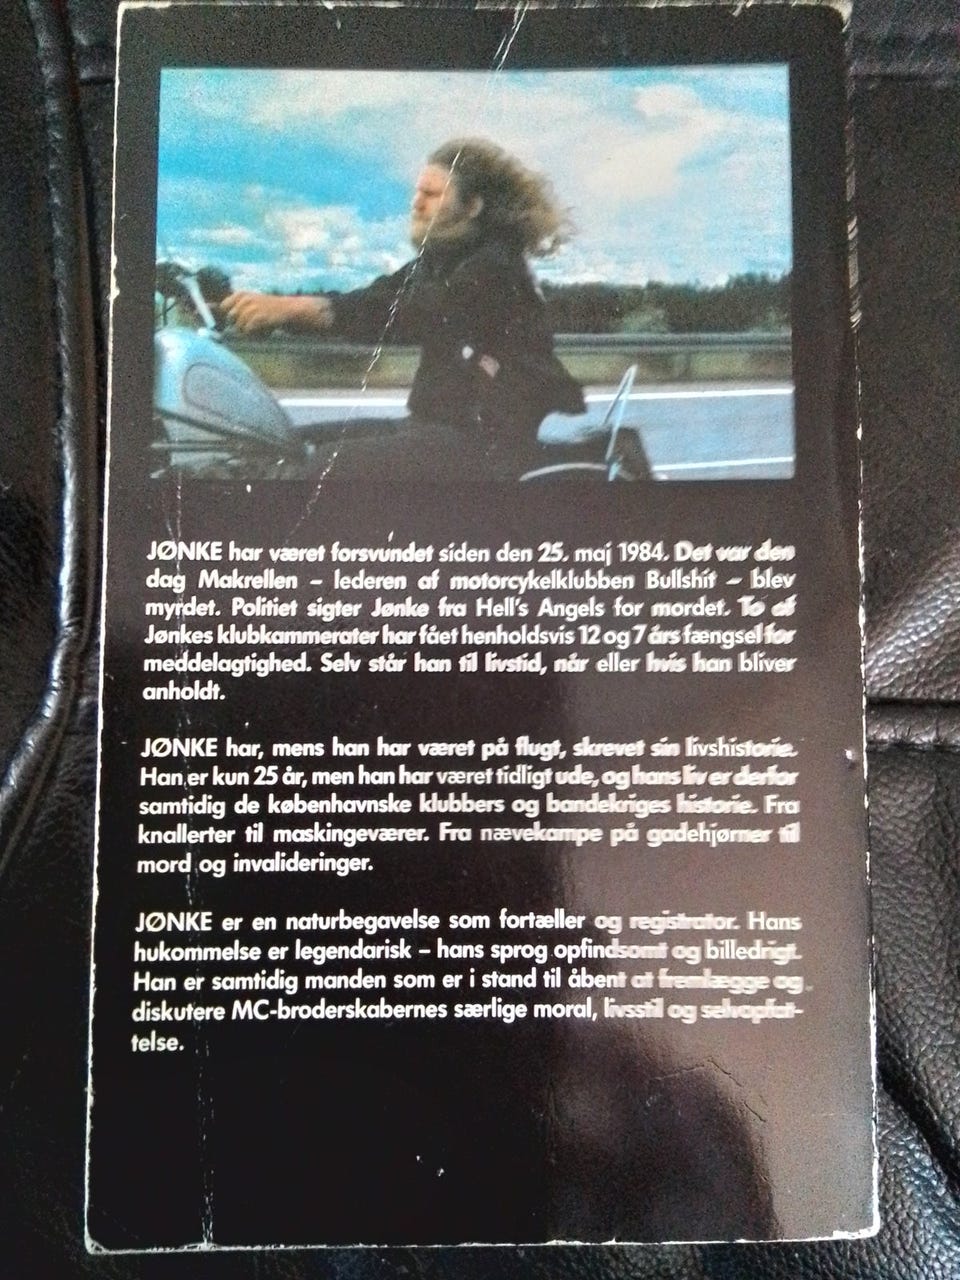 JØNKE har været forsvundet siden den 25. maj 1984. Det var den
dag Makrellen – lederen af motorcykelklubben Bullshit – blev
myrdet. Politiet sigter Jønke fra Hell's Angels for mordet. To af
Jønkes klubkammerater har fået henholdsvis 12 og 7 års fængsel for
meddelagtighed. Selv står han til livstid, når eller hvis han bliver
anholdt.
JØNKE har, mens han har været på flugt, skrevet sin livshistorie.
Han er kun 25 år, men han har været tidligt ude, og hans liv er derfor
samtidig de københavnske klubbers og bandekriges historie. Fra
knallerter til maskingeværer. Fra nævekampe på gadehjørner til
mord og invalideringer.
JØNKE er en naturbegavelse som fortæller og registrator. Hans
hukommelse er legendarisk – hans sprog opfindsomt og billedrigt.
Han er samtidig manden som er i stand til åbent at fremlægge og
diskutere MC-broderskabernes særlige moral, livsstil og selvopfat-
telse.